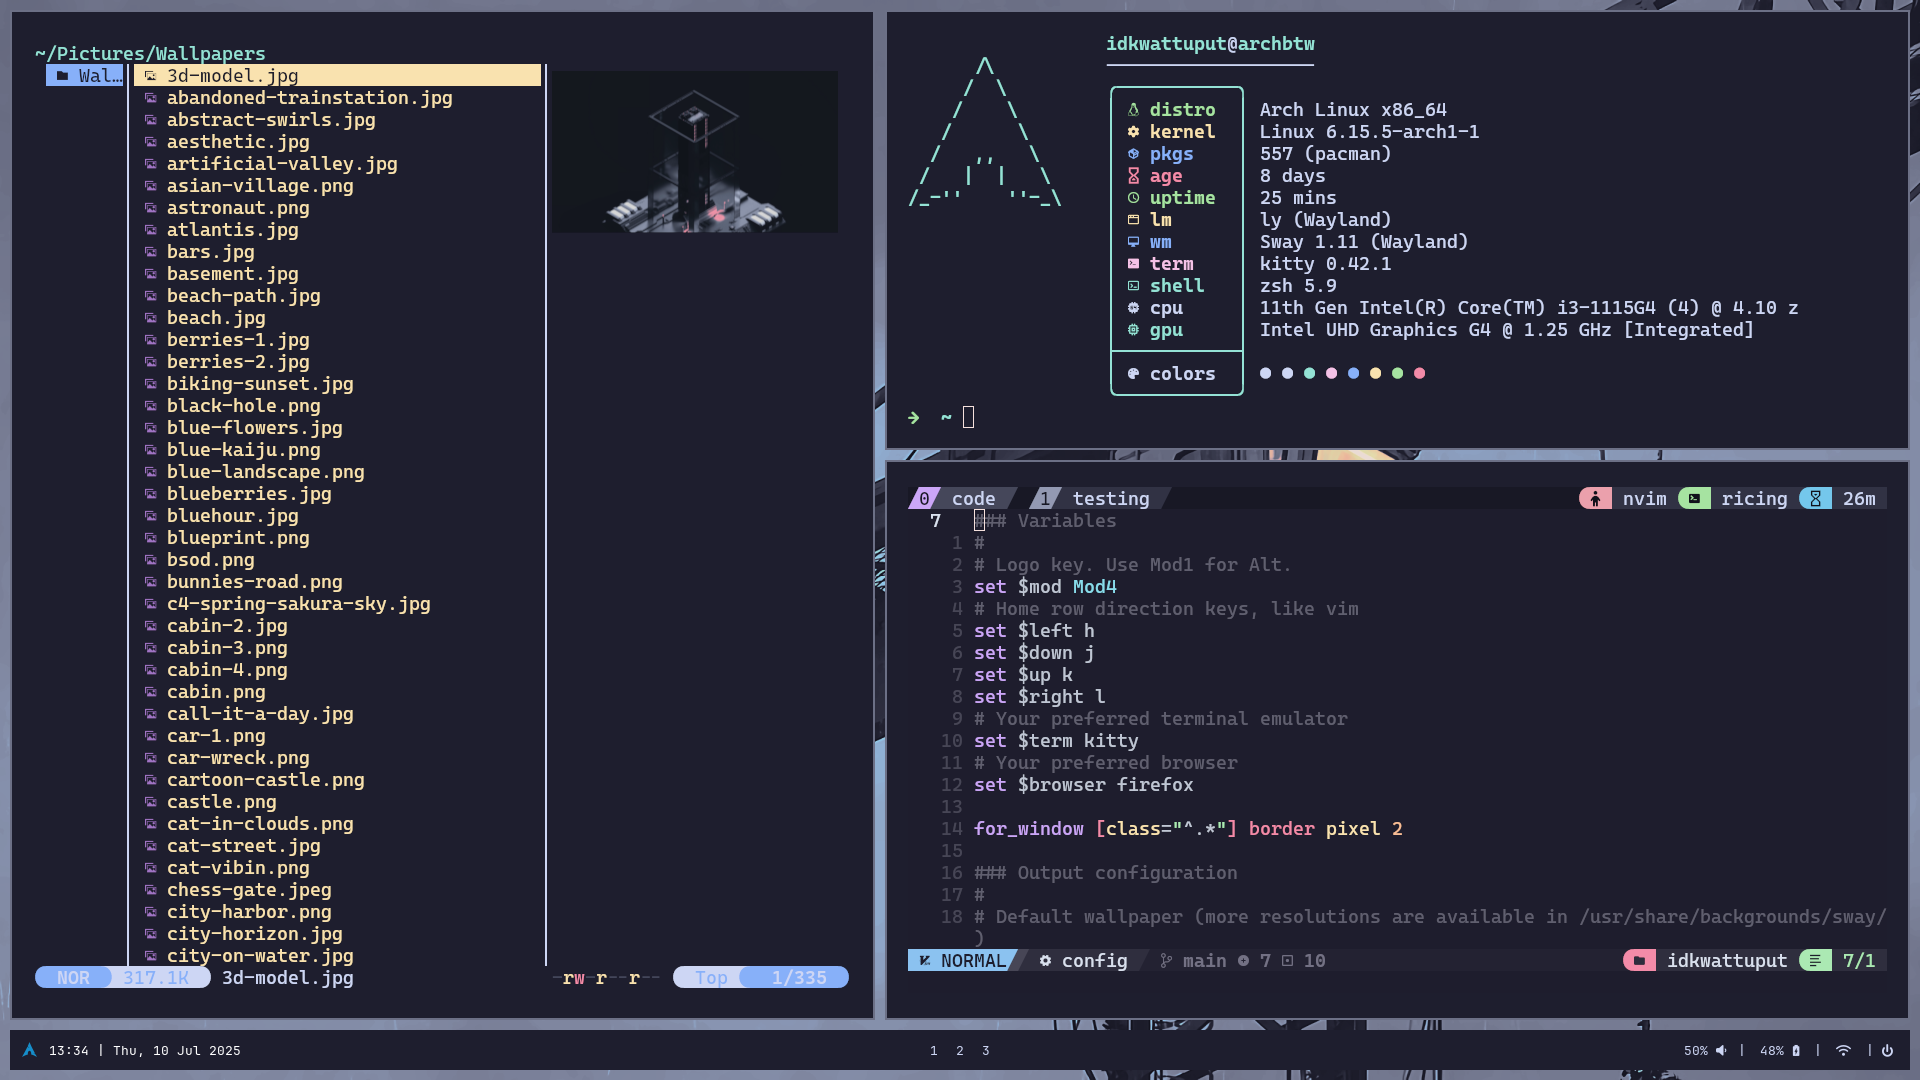 ~/Pictures/Wallpapers
Wal…
3d-model.jpg
abandoned-trainstation.jpg
abstract-swirls.jpg
aesthetic.jpg
artificial-valley.jpg
asian-village.png
astronaut.png
atlantis.jpg
bars.jpg
basement.jpg
beach-path.jpg
beach.jpg
berries-1.jpg
berries-2.jpg
biking-sunset.jpg
black-hole.png
blue-flowers.jpg
blue-kaiju.png
blue-landscape.png
blueberries.jpg
bluehour.jpg
blueprint.png
bsod.png
bunnies-road.png
c4-spring-sakura-sky.jpg
cabin-2.jpg
cabin-3.png
cabin-4.png
cabin.png
call-it-a-day.jpg
car-1.png
car-wreck.png
cartoon-castle.png
castle.png
cat-in-clouds.png
cat-street.jpg
cat-vibin.png
chess-gate.jpeg
city-harbor.png
city-horizon.jpg
city-on-water.jpg
NOR 317.1K 3d-model.jpg -rw-r--r-- Top 1/335
idkwattuput@archbtw
distro Arch Linux x86_64
kernel Linux 6.15.5-arch1-1
pkgs 557 (pacman)
age 8 days
uptime 25 mins
lm ly (Wayland)
wm Sway 1.11 (Wayland)
term kitty 0.42.1
shell zsh 5.9
cpu 11th Gen Intel(R) Core(TM) i3-1115G4 (4) @ 4.10 z
gpu Intel UHD Graphics G4 @ 1.25 GHz [Integrated]
colors
→ ~
0 code 1 testing nvim ricing 26m
7 ### Variables
1 #
2 # Logo key. Use Mod1 for Alt.
3 set $mod Mod4
4 # Home row direction keys, like vim
5 set $left h
6 set $down j
7 set $up k
8 set $right l
9 # Your preferred terminal emulator
10 set $term kitty
11 # Your preferred browser
12 set $browser firefox
13
14 for_window [class="^.*"] border pixel 2
15
16 ### Output configuration
17 #
18 # Default wallpaper (more resolutions are available in /usr/share/backgrounds/sway/
)
NORMAL config main 7 10 idkwattuput 7/1
13:34 | Thu, 10 Jul 2025
1 2 3
50% | 48% | |